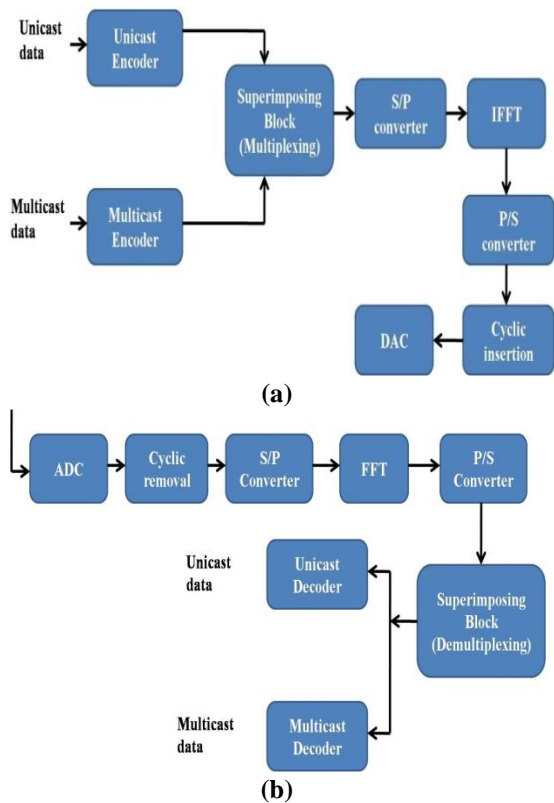 Unicast
data
Unicast
Encoder
Superimposing
Block
(Multiplexing)
S/P
converter
IFFT
Multicast
data
Multicast
Encoder
P/S
converter
DAC
Cyclic
insertion
(a)
ADC
Cyclic
removal
S/P
Converter
FFT
P/S
Converter
Unicast
data
Unicast
Decoder
Superimposing
Block
(Demultiplexing)
Multicast
data
Multicast
Decoder
(b)